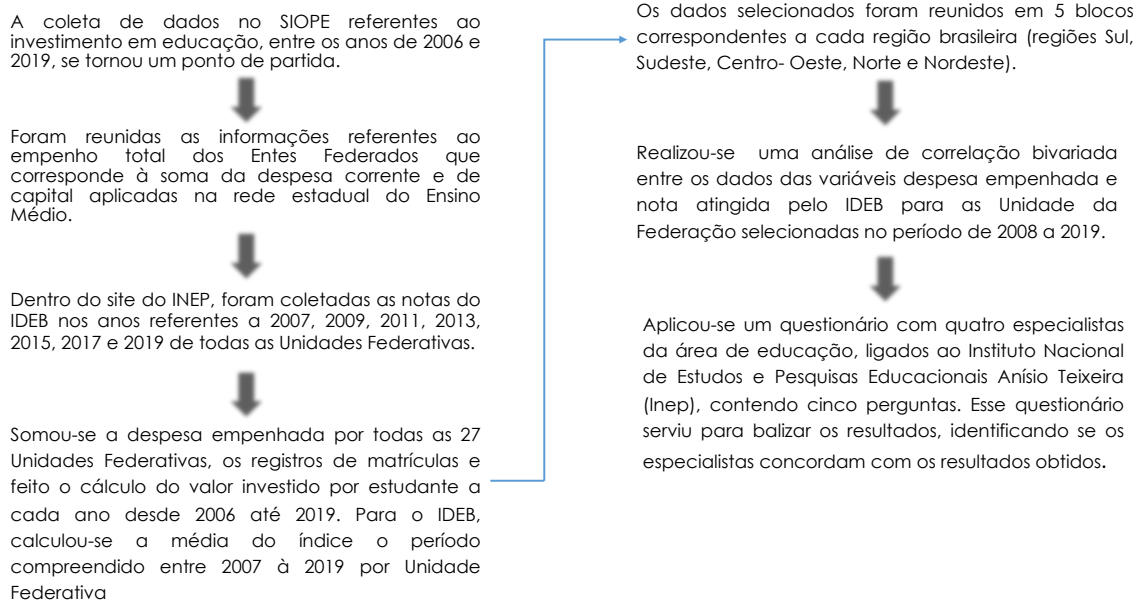 A coleta de dados no SIOPE referentes ao
investimento em educação, entre os anos de 2006 e
2019, se tornou um ponto de partida.
Foram reunidas as informações referentes ao
empenho total dos Entes Federados que
corresponde à soma da despesa corrente e de
capital aplicadas na rede estadual do Ensino
Médio.
Dentro do site do INEP, foram coletadas as notas do
IDEB nos anos referentes a 2007, 2009, 2011, 2013,
2015, 2017 e 2019 de todas as Unidades Federativas.
Somou-se a despesa empenhada por todas as 27
Unidades Federativas, os registros de matrículas e
feito o cálculo do valor investido por estudante a
cada ano desde 2006 até 2019. Para o IDEB,
calculou-se a média do índice o período
compreendido entre 2007 à 2019 por Unidade
Federativa
Os dados selecionados foram reunidos em 5 blocos
correspondentes a cada região brasileira (regiões Sul,
Sudeste, Centro- Oeste, Norte e Nordeste).
Realizou-se uma análise de correlação bivariada
entre os dados das variáveis despesa empenhada e
nota atingida pelo IDEB para as Unidade da
Federação selecionadas no período de 2008 a 2019.
Aplicou-se um questionário com quatro especialistas
da área de educação, ligados ao Instituto Nacional
de Estudos e Pesquisas Educacionais Anísio Teixeira
(Inep), contendo cinco perguntas. Esse questionário
serviu para balizar os resultados, identificando se os
especialistas concordam com os resultados obtidos.